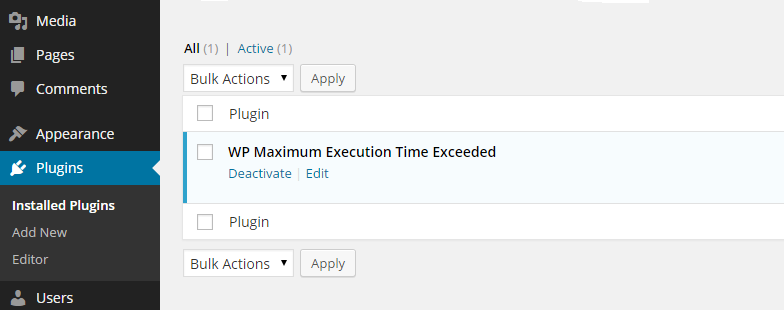 Media
Pages
Comments
Appearance
Plugins
Installed Plugins
Add New
Editor
Users
All (1) | Active (1)
Bulk Actions Apply
Plugin
WP Maximum Execution Time Exceeded
Deactivate | Edit
Plugin
Bulk Actions Apply